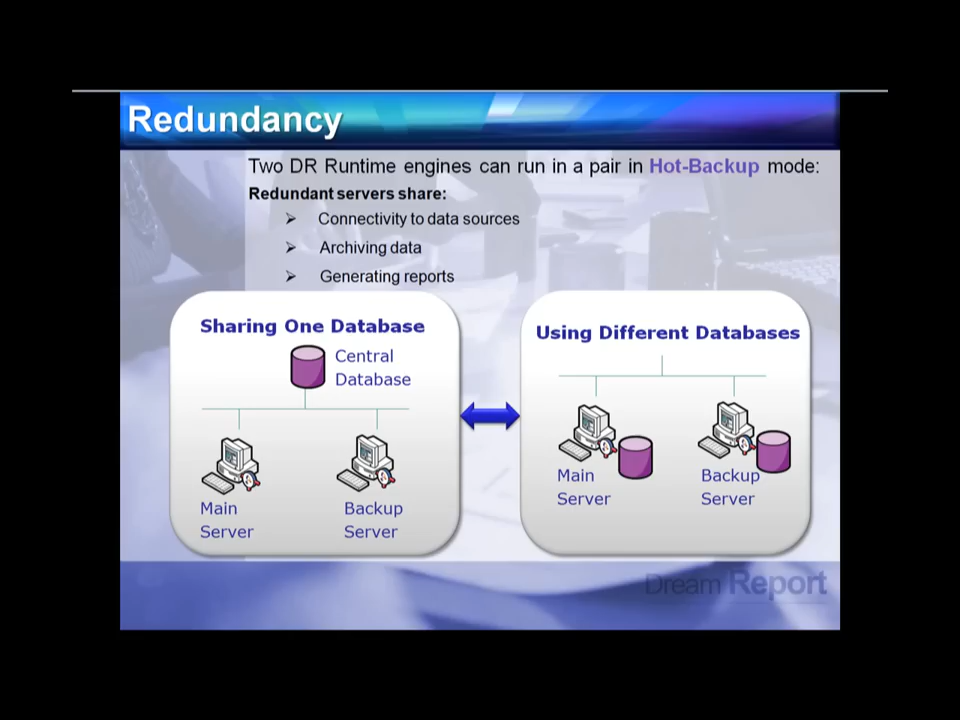 Redundancy
Two DR Runtime engines can run in a pair in Hot-Backup mode:
Redundant servers share:
➢ Connectivity to data sources
➢ Archiving data
➢ Generating reports
Sharing One Database
Central
Database
Main
Server
Backup
Server
Using Different Databases
Main
Server
Backup
Server
Dream Report